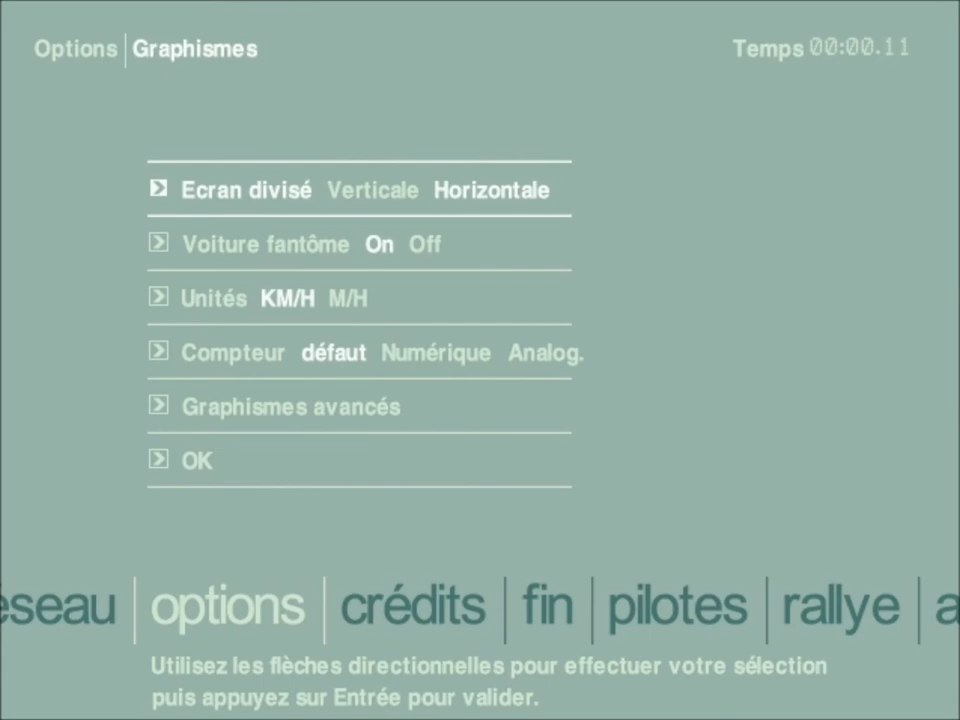 Options Graphismes Temps 00:00.11
Ecran divisé Verticale Horizontale
Voiture fantôme On Off
Unités KM/H M/H
Compteur défaut Numérique Analog.
Graphismes avancés
OK
éseau options crédits fin pilotes rallye a
Utilisez les flèches directionnelles pour effectuer votre sélection
puis appuyez sur Entrée pour valider.